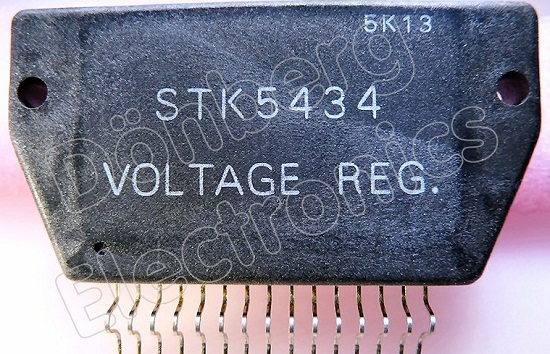 5K13
STK5434
VOLTAGE REG.
Dönberg
Electronics